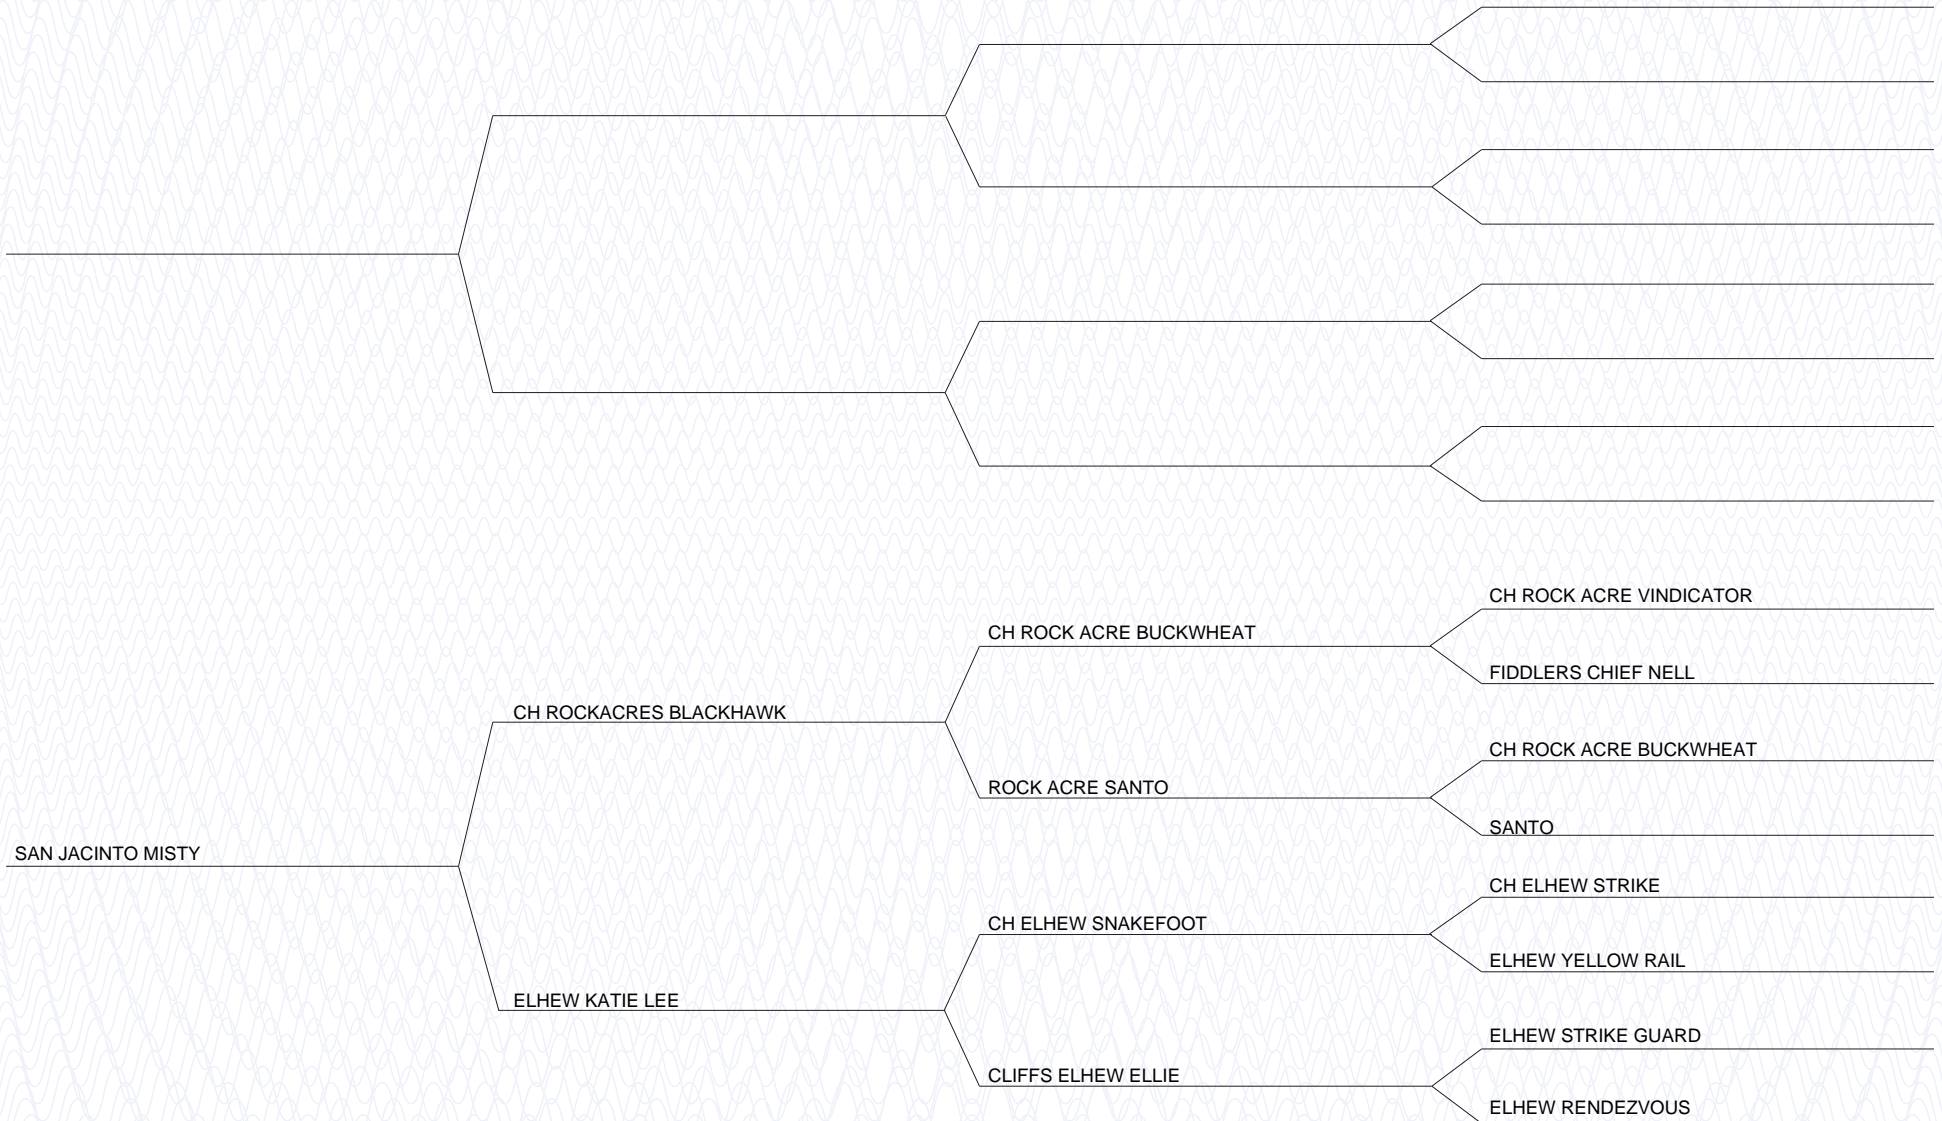 CH ROCK ACRE VINDICATOR
CH ROCK ACRE BUCKWHEAT
FIDDLERS CHIEF NELL
CH ROCKACRES BLACKHAWK
CH ROCK ACRE BUCKWHEAT
ROCK ACRE SANTO
SANTO
SAN JACINTO MISTY
CH ELHEW STRIKE
CH ELHEW SNAKEFOOT
ELHEW YELLOW RAIL
ELHEW KATIE LEE
ELHEW STRIKE GUARD
CLIFFS ELHEW ELLIE
ELHEW RENDEZVOUS